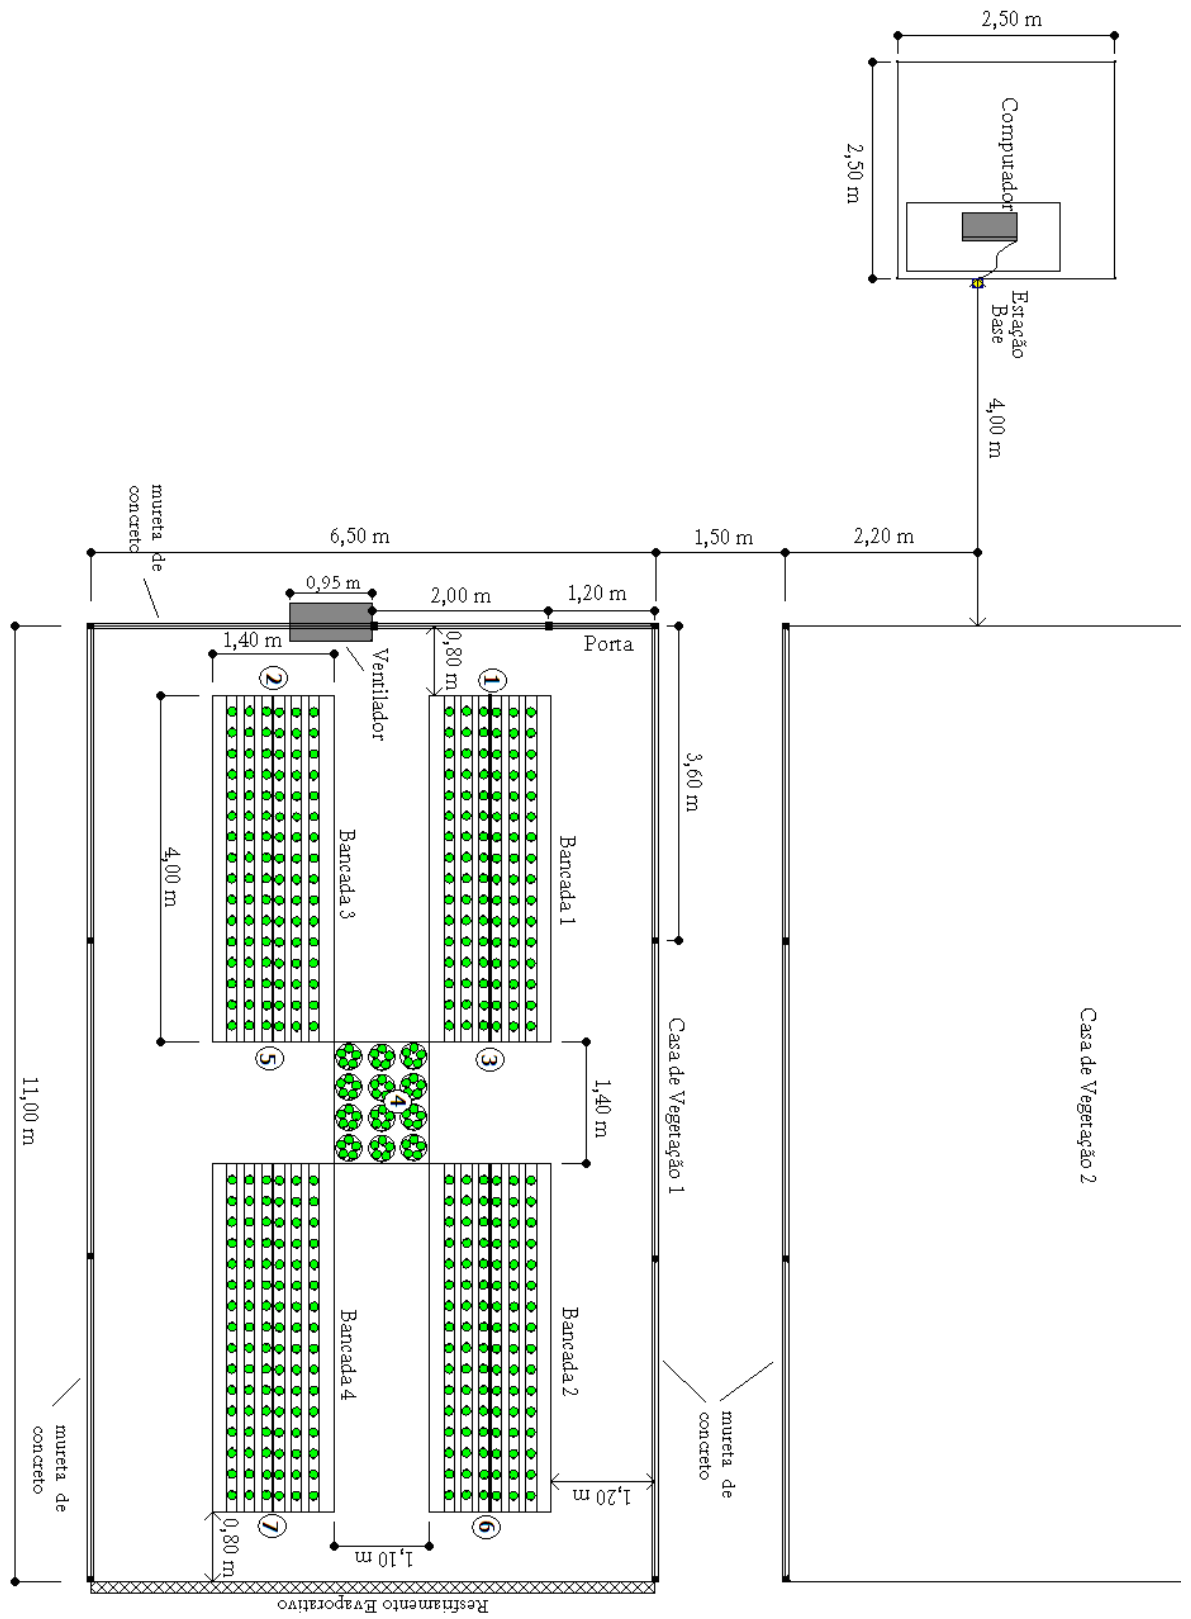 2,50 m
2,50 m
Computador
Estação
Base
4,00 m
6,50 m
1,50 m
2,20 m
mureta de
concreto
0,95 m
2,00 m
1,20 m
1,40 m
Ventilador
0,80 m
Porta
2
1
3,60 m
4,00 m
Bancada 3
Bancada 1
5
3
4
1,40 m
11,00 m
Casa de Vegetação 1
Casa de Vegetação 2
Bancada 4
Bancada 2
mureta de
concreto
mureta de
concreto
1,20 m
7
6
0,80 m
1,10 m
Resfriamento Evaporativo